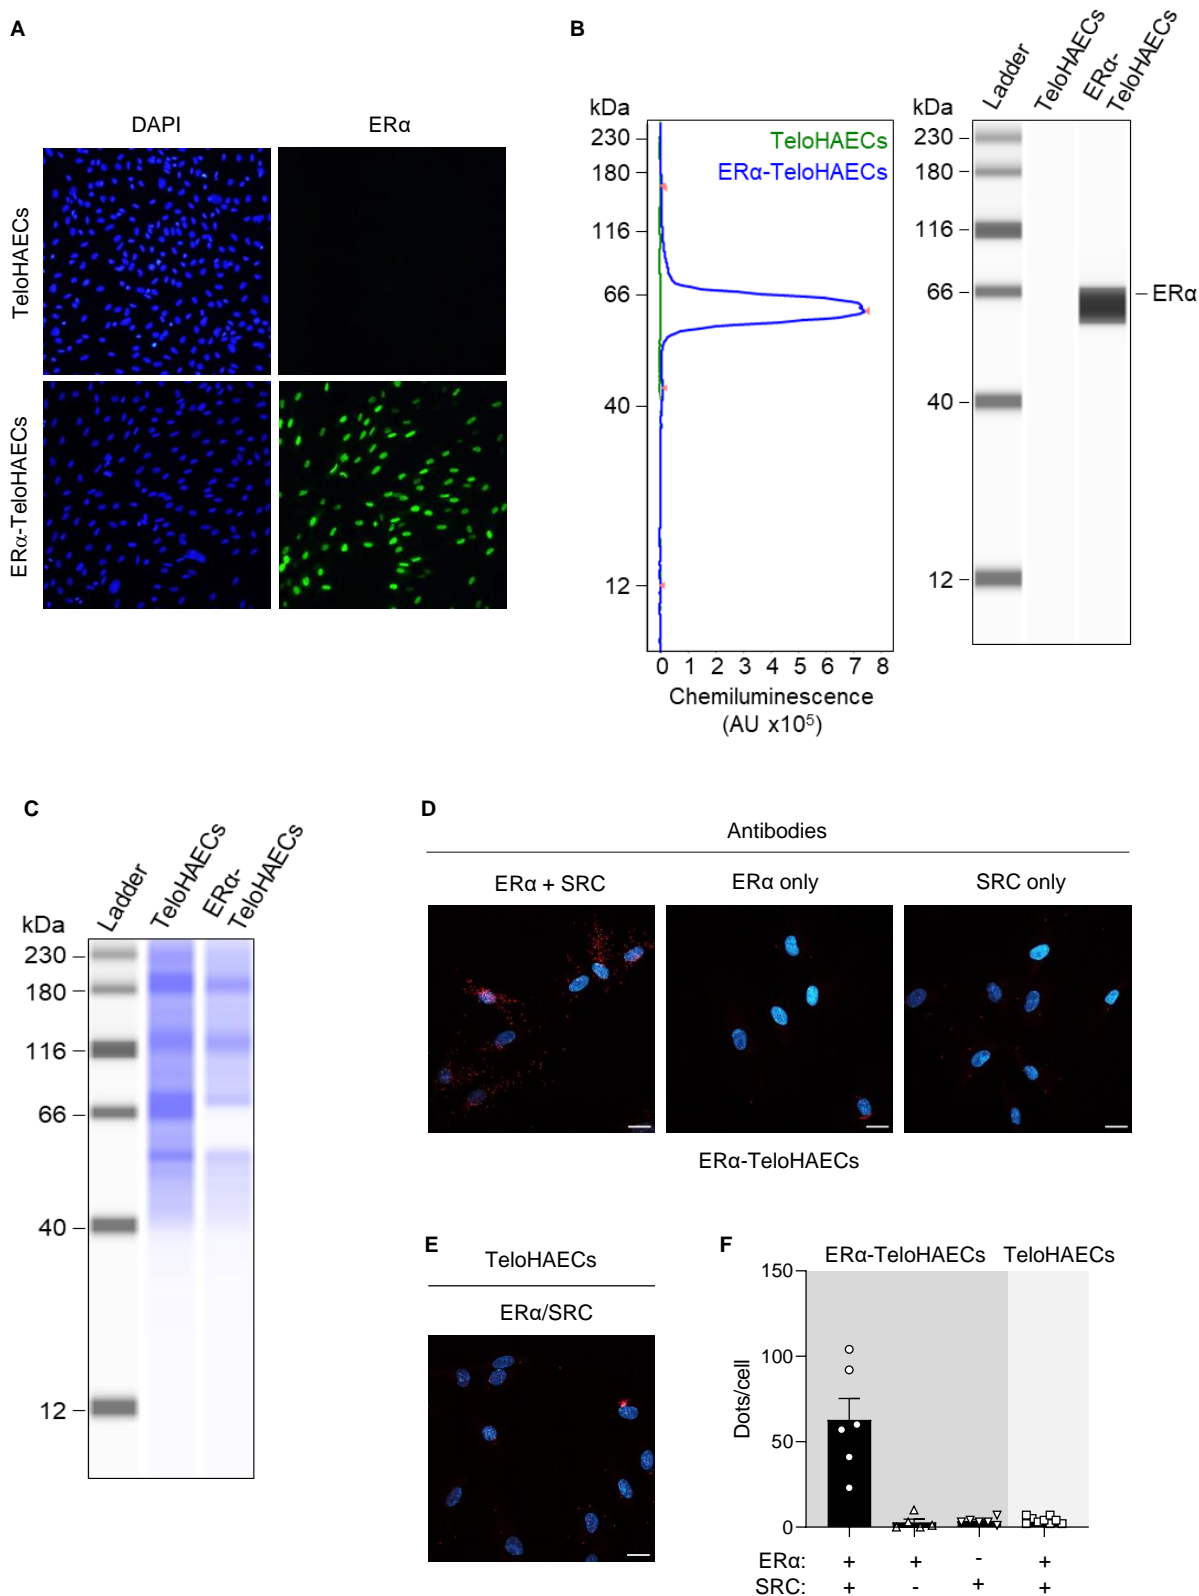 A
DAPI
ERα
TeloHAECs
ERα-TeloHAECs
B
kDa
230
180
116
66
40
12
TeloHAECs
ERα-TeloHAECs
0 1 2 3 4 5 6 7 8
Chemiluminescence
(AU x10⁵)
kDa
230
180
116
66
40
12
Ladder
TeloHAECs
ERα-
TeloHAECs
ERα
C
kDa
230
180
116
66
40
12
Ladder
TeloHAECs
ERα-
TeloHAECs
D
Antibodies
ERα + SRC
ERα only
SRC only
ERα-TeloHAECs
E
TeloHAECs
ERα/SRC
F
ERα-TeloHAECs TeloHAECs
150
100
50
0
Dots/cell
ERα: + + - +
SRC: + - + +